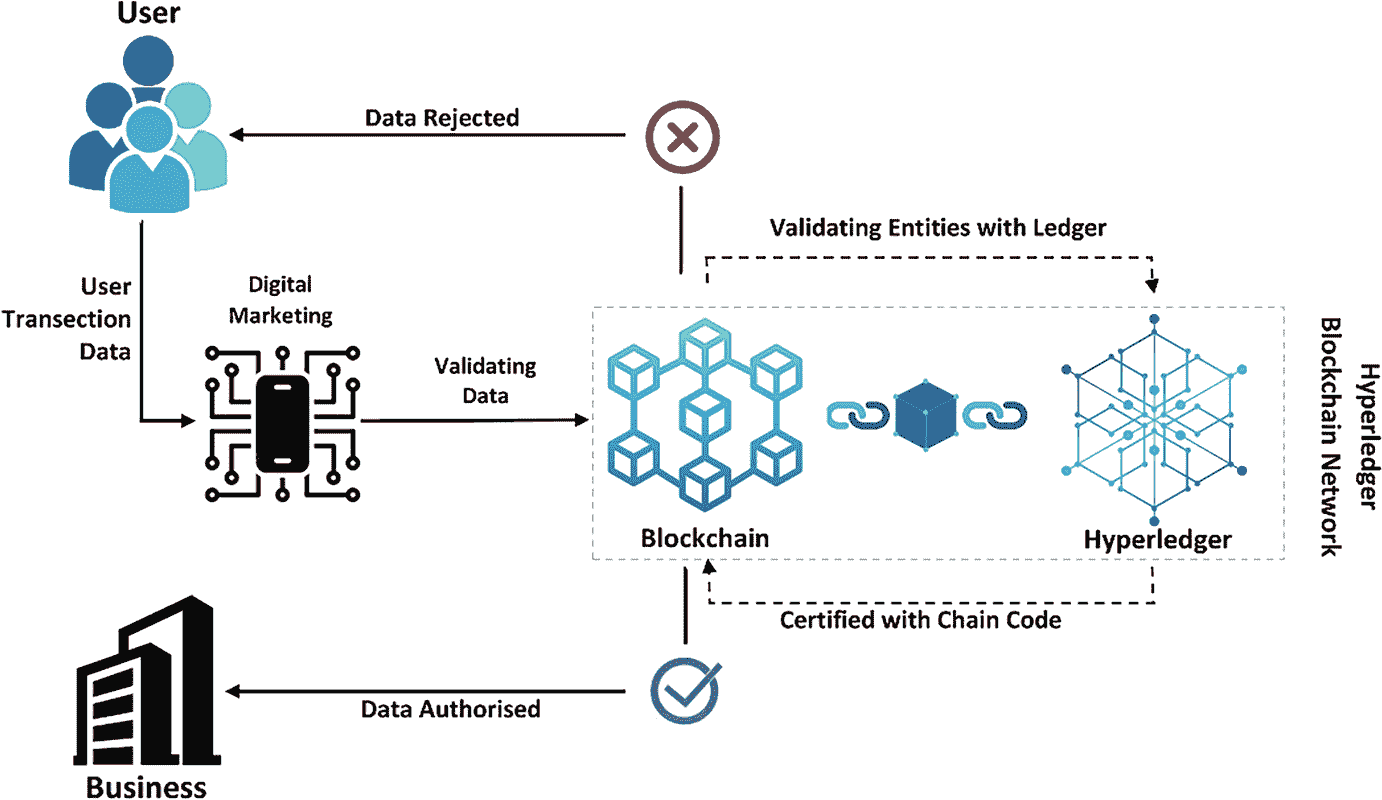 User
Data Rejected
Validating Entities with Ledger
User
Transection
Data
Digital
Marketing
Validating
Data
Blockchain
Hyperledger
Hyperledger
Blockchain Network
Certified with Chain Code
Data Authorised
Business